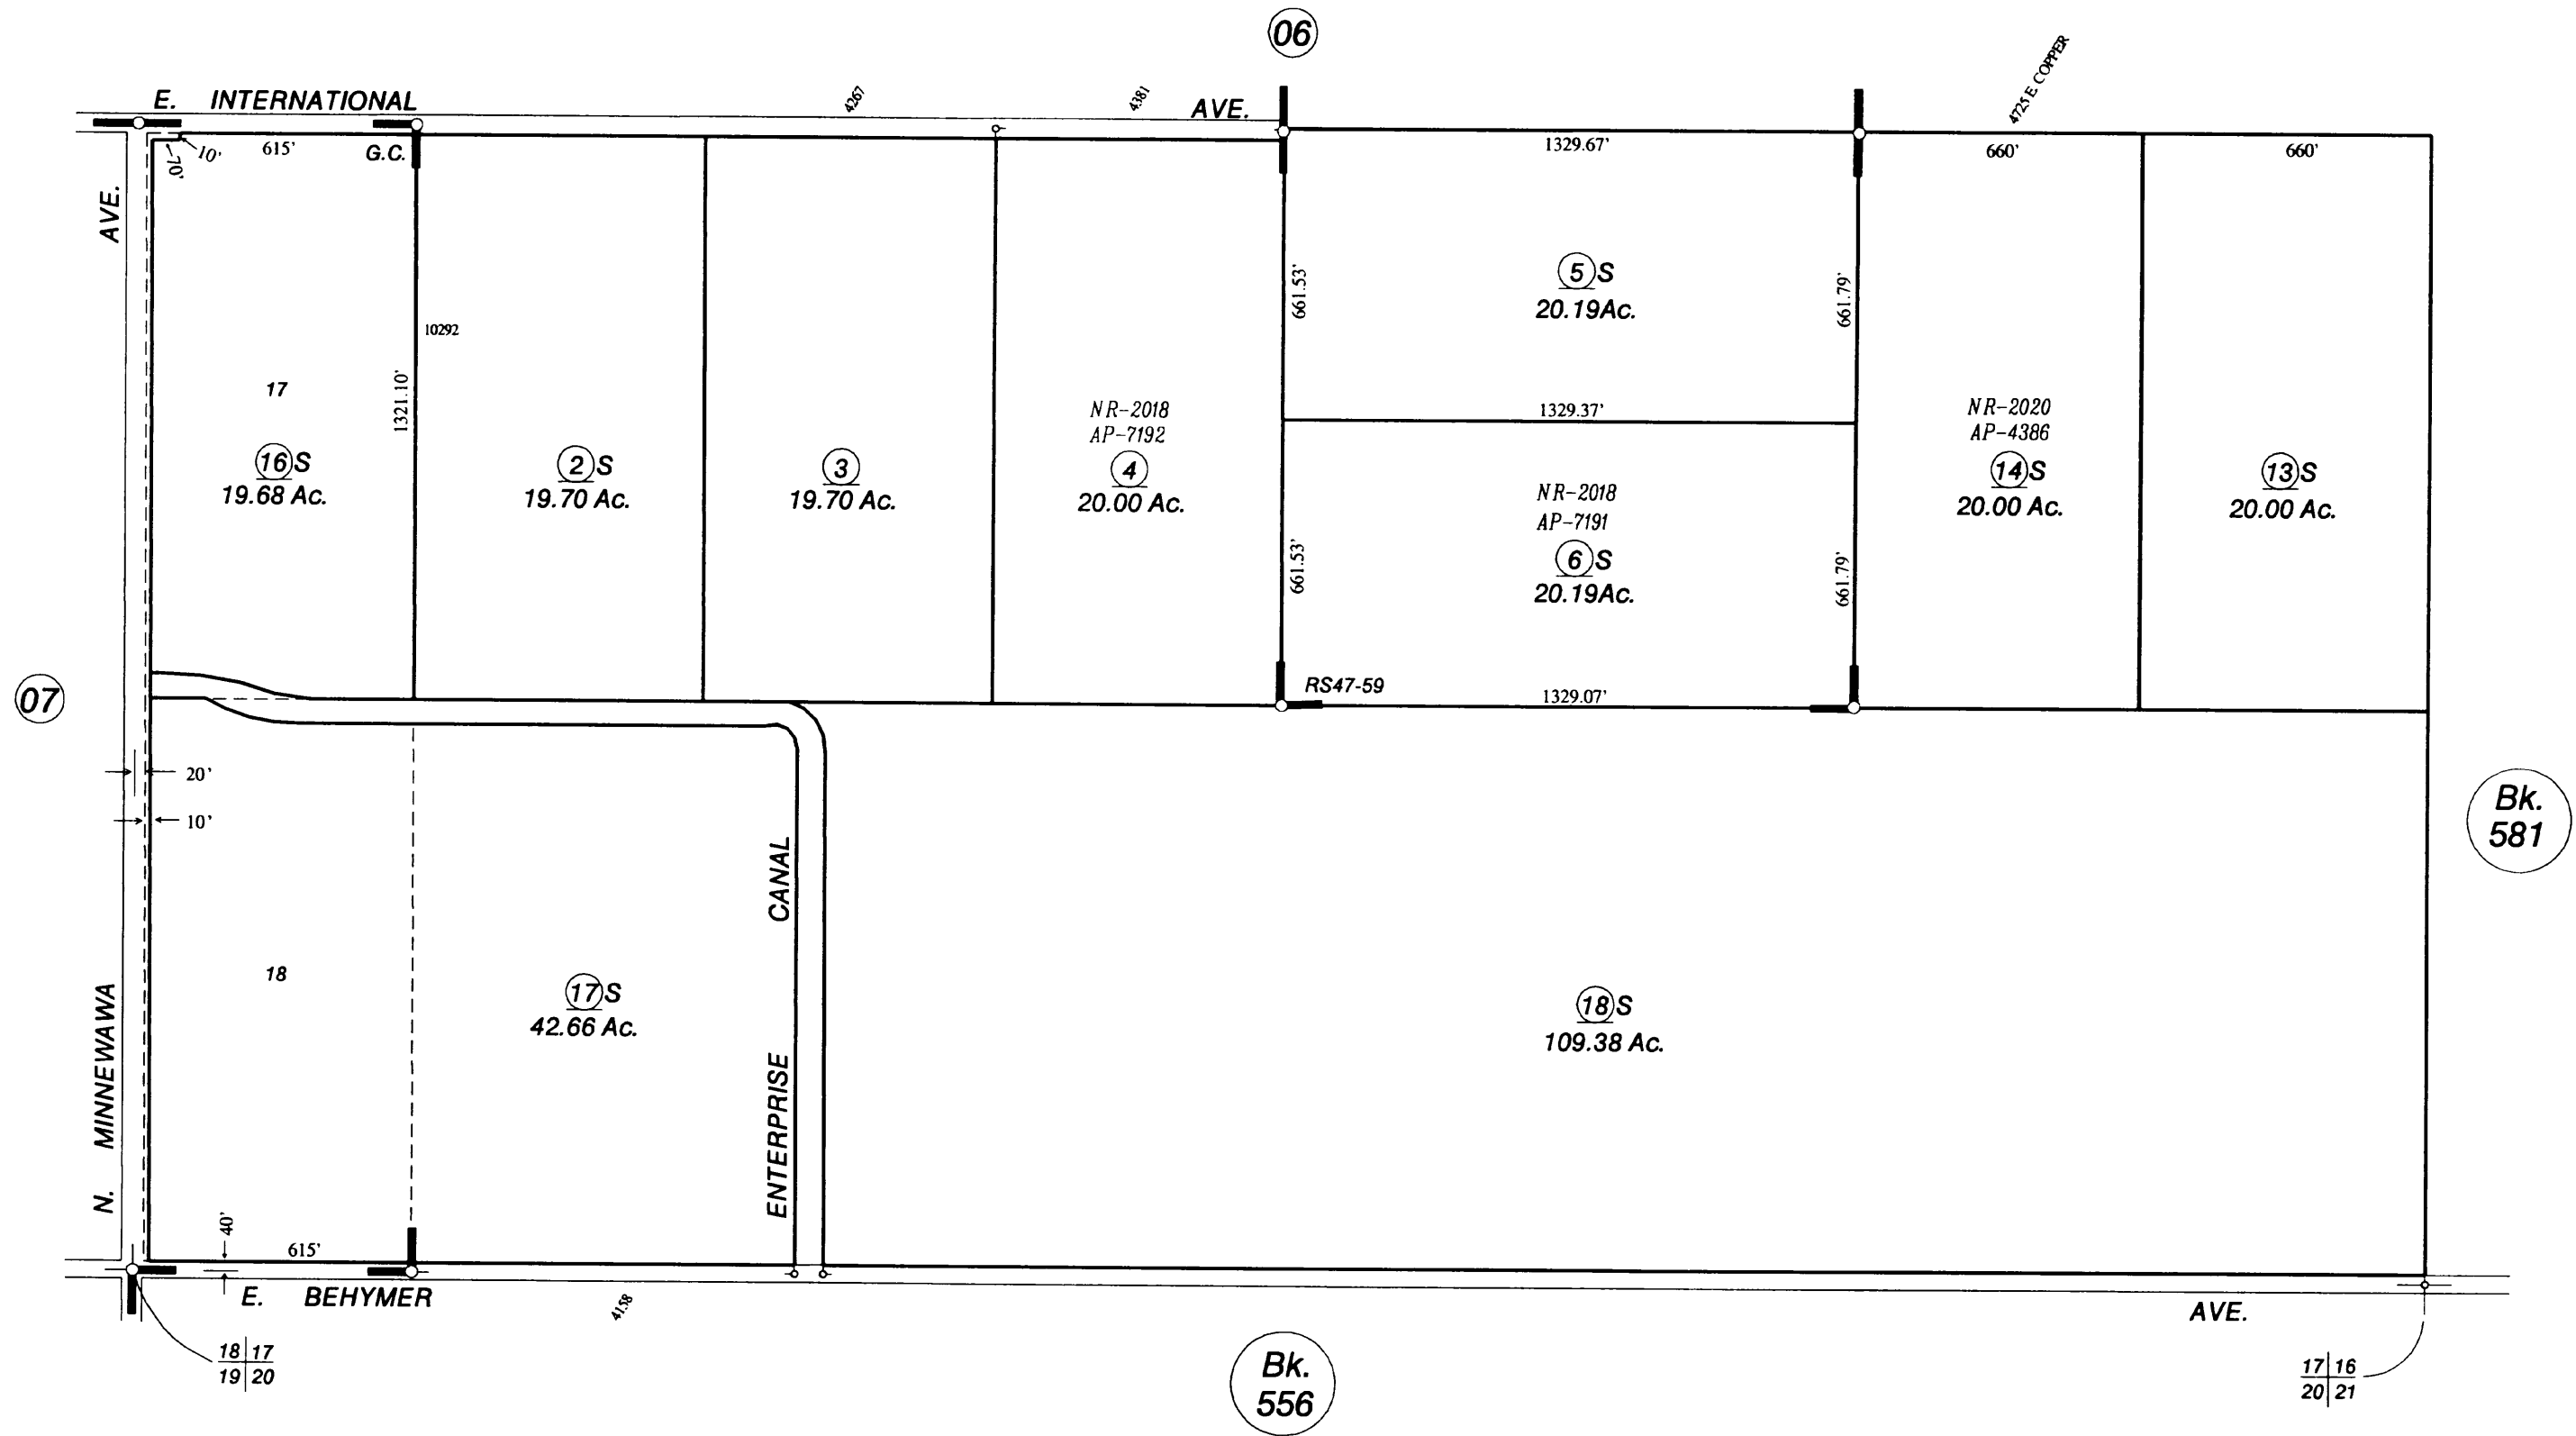 06
4725 E. COPPER
E. INTERNATIONAL AVE.
4267
4381
10'
70'
615'
G.C.
1329.67'
660'
660'
AVE.
661.53'
5 S
20.19Ac.
661.79'
10292
1321.10'
17
16 S
19.68 Ac.
2 S
19.70 Ac.
3
19.70 Ac.
NR-2018
AP-7192
4
20.00 Ac.
1329.37'
NR-2018
AP-7191
6 S
20.19Ac.
661.53'
661.79'
NR-2020
AP-4386
14 S
20.00 Ac.
13 S
20.00 Ac.
07
RS47-59
1329.07'
20'
10'
Bk.
581
ENTERPRISE CANAL
18
17 S
42.66 Ac.
18 S
109.38 Ac.
N. MINNEWAWA
40'
615'
E. BEHYMER AVE.
4158
18 17
19 20
Bk.
556
17 16
20 21